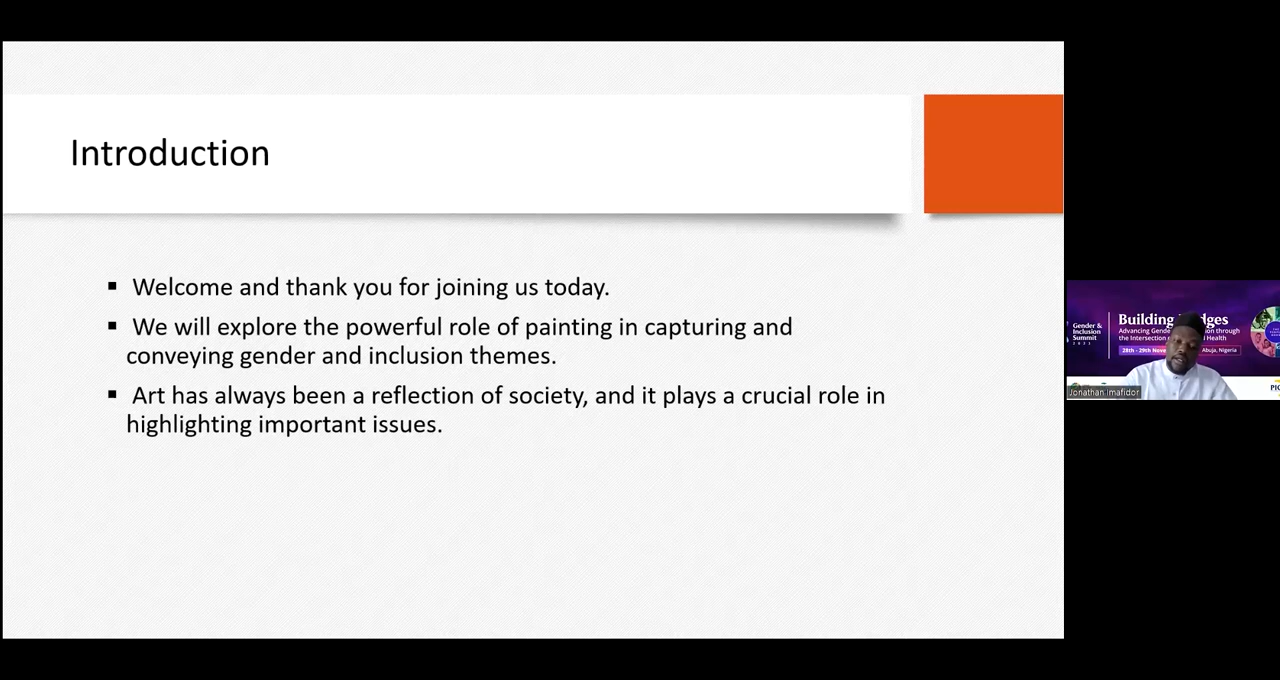 Introduction
Welcome and thank you for joining us today.
We will explore the powerful role of painting in capturing and
conveying gender and inclusion themes.
Art has always been a reflection of society, and it plays a crucial role in
highlighting important issues.
Gender &
Inclusion
Summit
2023
Building
Advancing Gende
through
the Intersection
Health
28th - 29th Nove
Abuja, Nigeria
Jonathan Imafidor